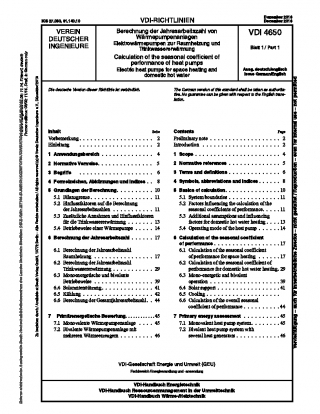 ICS 27.080, 91.140.10
VDI-RICHTLINIEN
Dezember 2016
December 2016
VEREIN
DEUTSCHER
INGENIEURE
Berechnung der Jahresarbeitszahl von
Wärmepumpenanlagen
Elektrowärmepumpen zur Raumheizung und
Trinkwassererwärmung
Calculation of the seasonal coefficient of
performance of heat pumps
Electric heat pumps for space heating and
domestic hot water
VDI 4650
Blatt 1 / Part 1
Ausg. deutsch/englisch
Issue German/English
Die deutsche Version dieser Richtlinie ist verbindlich.
The German version of this standard shall be taken as authorita-
tive. No guarantee can be given with respect to the English trans-
lation.
Inhalt Seite
Vorbemerkung 2
Einleitung 2
1 Anwendungsbereich 4
2 Normative Verweise 5
3 Begriffe 6
4 Formelzeichen, Abkürzungen und Indizes 8
5 Grundlagen der Berechnung 10
5.1 Bilanzgrenze 11
5.2 Einflussfaktoren auf die Berechnung
der Jahresarbeitszahlen 11
5.3 Zusätzliche Annahmen und Einflussfaktoren
für die Trinkwassererwärmung 13
5.4 Betriebsweise einer Wärmepumpe 14
6 Berechnung der Jahresarbeitszahl 17
6.1 Berechnung der Jahresarbeitszahl
Raumheizung 17
6.2 Berechnung der Jahresarbeitszahl
Trinkwassererwärmung 29
6.3 Monoenergetische und bivalente
Betriebsweise 39
6.4 Solarunterstützung 41
6.5 Kühlung 42
6.6 Berechnung der Gesamtjahresarbeitszahl 44
7 Primärenergetische Bewertung 45
7.1 Monovalente Wärmepumpenanlage 45
7.2 Bivalente Wärmepumpenanlage mit
mehreren Wärmeerzeugern 46
Contents Page
Preliminary note 2
Introduction 2
1 Scope 4
2 Normative references 5
3 Terms and definitions 6
4 Symbols, abbreviations and indices 8
5 Basics of calculation 10
5.1 System boundaries 11
5.2 Factors influencing the calculation of the
seasonal coefficients of performance 11
5.3 Additional assumptions and influencing
factors for domestic hot water heating 13
5.4 Operating mode of the heat pump 14
6 Calculation of the seasonal coefficient
of performance 17
6.1 Calculation of the seasonal coefficient
of performance for space heating 17
6.2 Calculation of the seasonal coefficient of
performance for domestic hot water heating 29
6.3 Mono-energetic and bivalent
operation 39
6.4 Solar support 41
6.5 Cooling 42
6.6 Calculation of the overall seasonal
coefficient of performance 44
7 Primary energy assessment 45
7.1 Monovalent heat pump system 45
7.2 Bivalent heat pump system with
several heat generators 46
VDI-Gesellschaft Energie und Umwelt (GEU)
VDI-Handbuch Energietechnik
VDI-Handbuch Ressourcenmanagement in der Umwelttechnik
VDI-Handbuch Wärme-/Heiztechnik